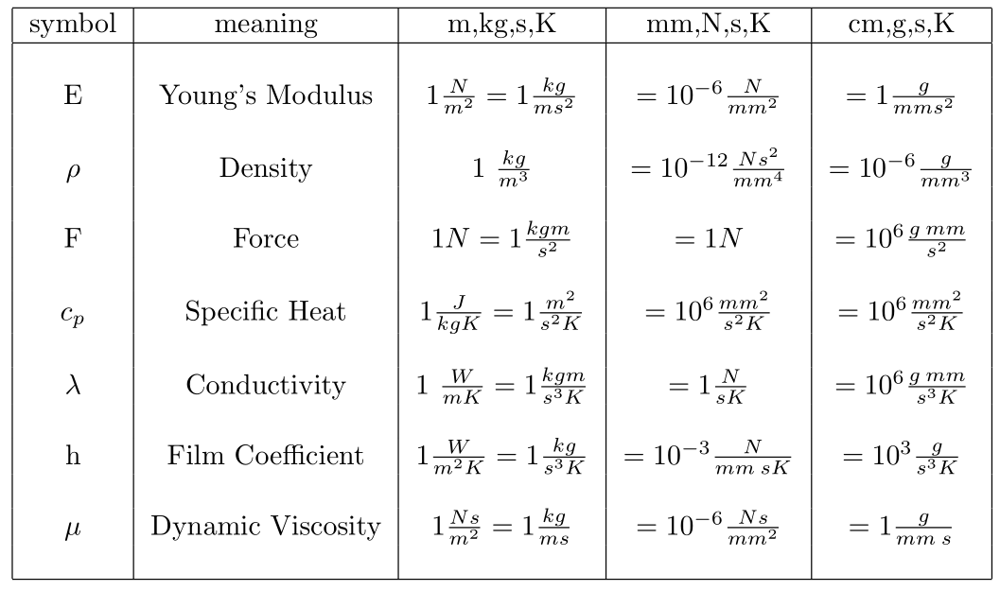 symbol meaning m,kg,s,K mm,N,s,K cm,g,s,K
E Young's Modulus $1\frac{N}{m^2} = 1\frac{kg}{ms^2}$ $= 10^{-6}\frac{N}{mm^2}$ $= 1\frac{g}{mms^2}$
ρ Density $1\ \frac{kg}{m^3}$ $= 10^{-12}\frac{Ns^2}{mm^4}$ $= 10^{-6}\frac{g}{mm^3}$
F Force $1N = 1\frac{kgm}{s^2}$ $= 1N$ $= 10^6\frac{g\ mm}{s^2}$
$c_p$ Specific Heat $1\frac{J}{kgK} = 1\frac{m^2}{s^2K}$ $= 10^6\frac{mm^2}{s^2K}$ $= 10^6\frac{mm^2}{s^2K}$
λ Conductivity $1\ \frac{W}{mK} = 1\frac{kgm}{s^3K}$ $= 1\frac{N}{sK}$ $= 10^6\frac{g\ mm}{s^3K}$
h Film Coefficient $1\frac{W}{m^2K} = 1\frac{kg}{s^3K}$ $= 10^{-3}\frac{N}{mm\ sK}$ $= 10^3\frac{g}{s^3K}$
μ Dynamic Viscosity $1\frac{Ns}{m^2} = 1\frac{kg}{ms}$ $= 10^{-6}\frac{Ns}{mm^2}$ $= 1\frac{g}{mm\ s}$